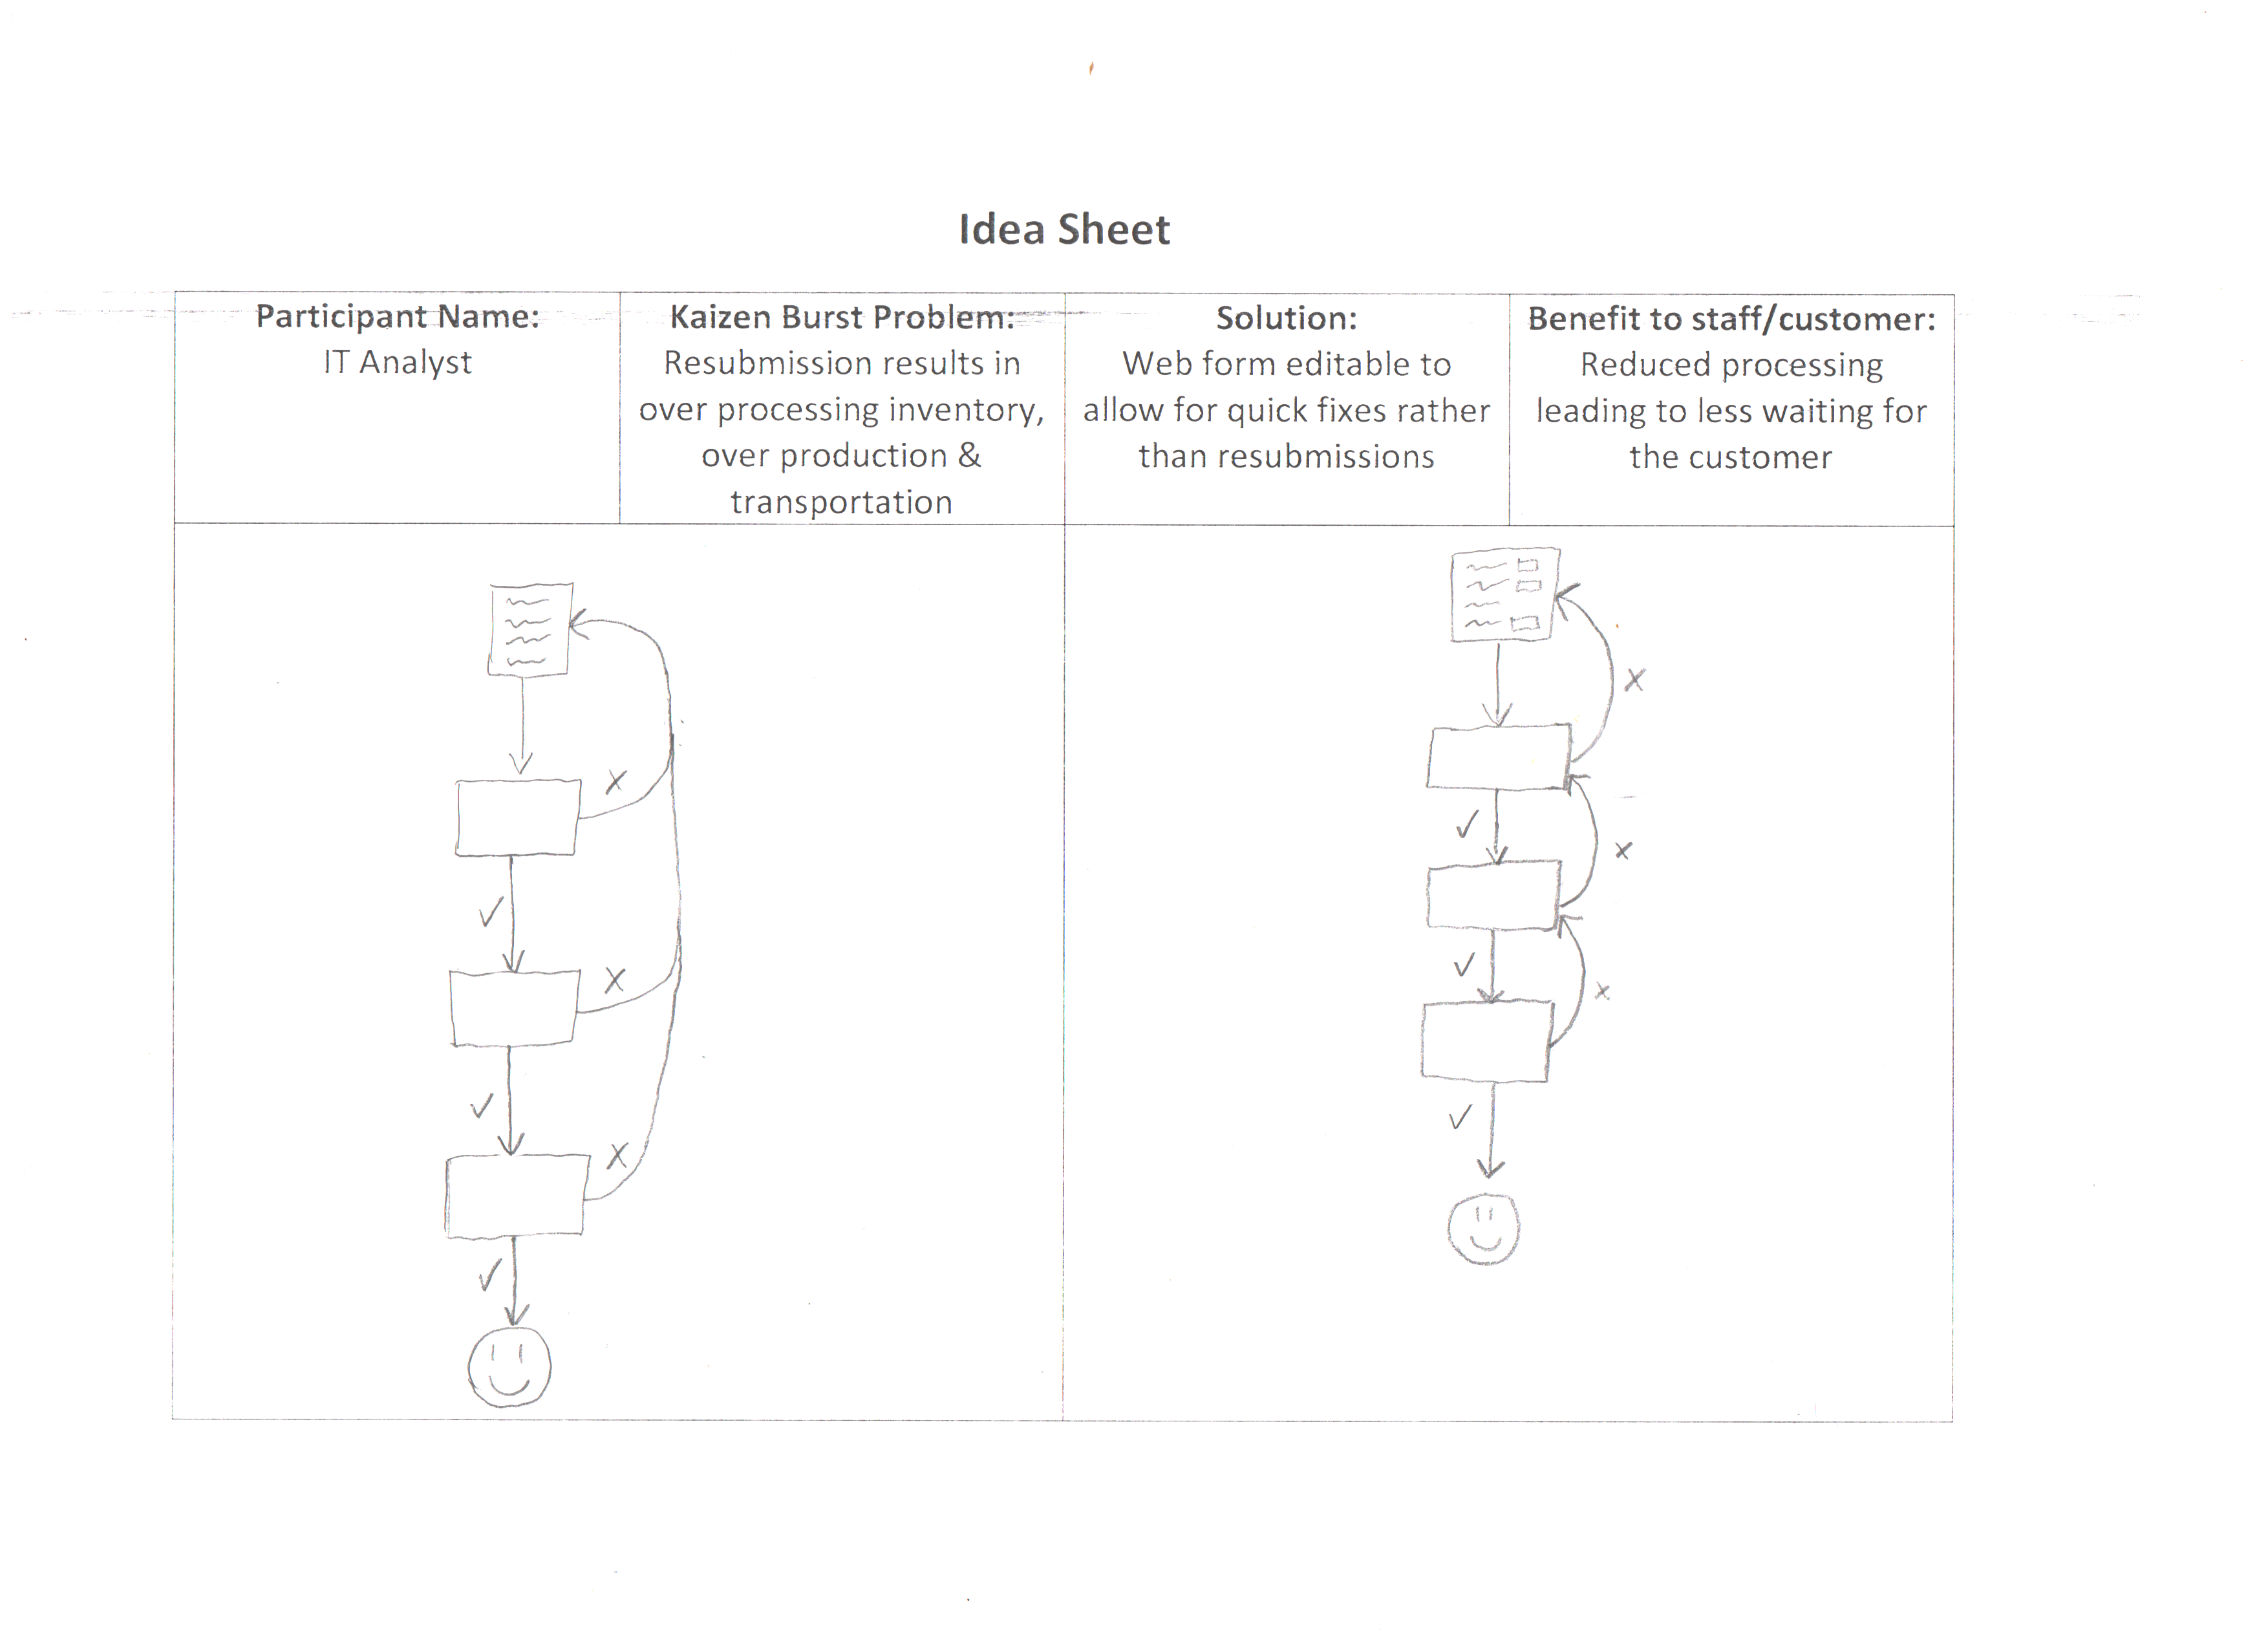 Idea Sheet
Participant Name:
IT Analyst
Kaizen Burst Problem:
Resubmission results in
over processing inventory,
over production &
transportation
Solution:
Web form editable to
allow for quick fixes rather
than resubmissions
Benefit to staff/customer:
Reduced processing
leading to less waiting for
the customer
X
✓
X
✓
X
✓
X
✓
X
✓
X
✓